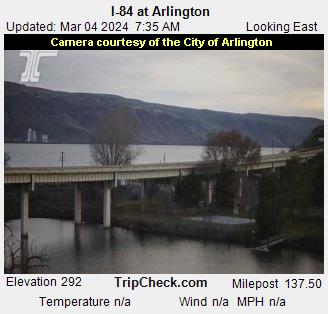 I-84 at Arlington
Updated: Mar 04 2024 7:35 AM Looking East
Camera courtesy of the City of Arlington
Elevation 292 TripCheck.com Milepost 137.50
Temperature n/a Wind n/a MPH n/a